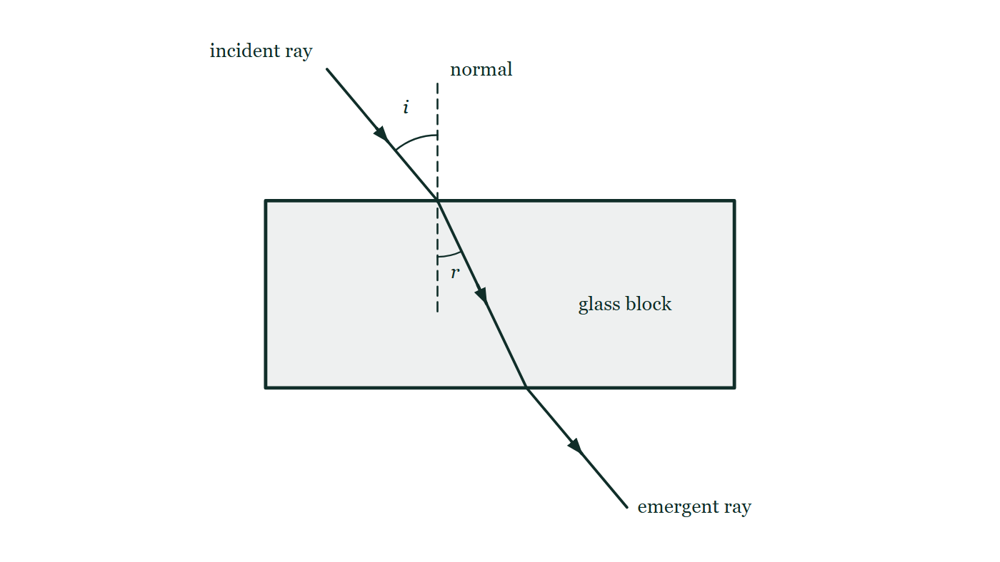 incident ray
normal
i
r
glass block
emergent ray